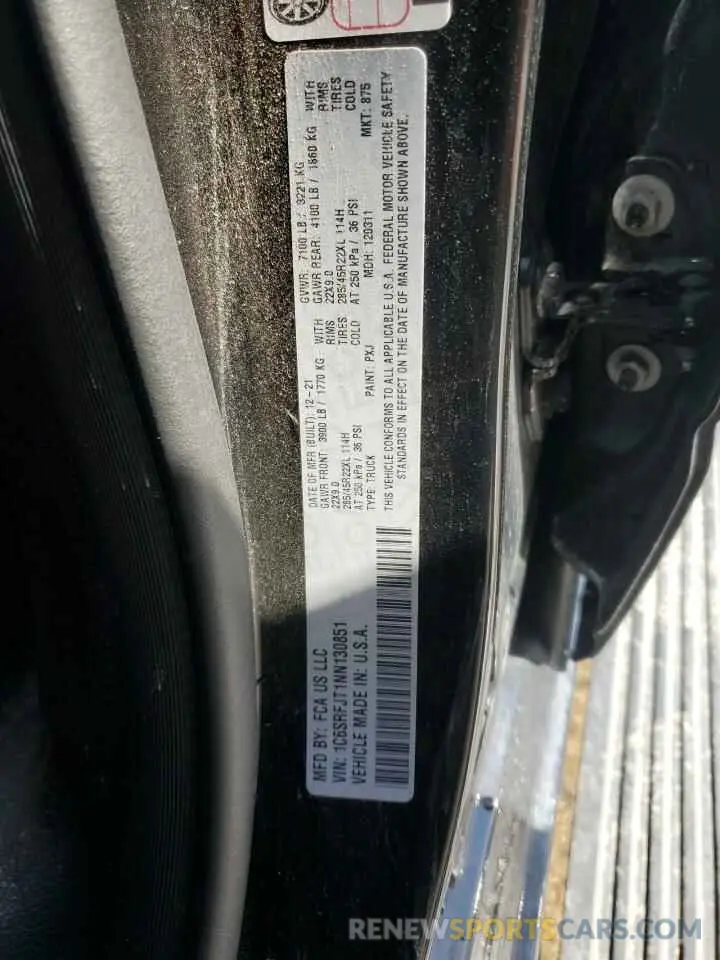 MFD BY: FCA US LLC
VIN: 1C6SRFJT1NN130851
VEHICLE MADE IN: U.S.A.
DATE OF MFR (BUILT): 12-21
GAWR FRONT: 3900 LB / 1770 KG WITH
22X9.0 RIMS
285/45R22XL 114H TIRES
AT 250 kPa / 36 PSI COLD
TYPE: TRUCK PAINT: PXJ
GVWR: 7100 LB / 3221 KG
GAWR REAR: 4100 LB / 1860 KG WITH
22X9.0 RIMS
285/45R22XL 114H TIRES
AT 250 kPa / 36 PSI COLD
MDH: 120311 MKT: 875
THIS VEHICLE CONFORMS TO ALL APPLICABLE U.S.A. FEDERAL MOTOR VEHICLE SAFETY
STANDARDS IN EFFECT ON THE DATE OF MANUFACTURE SHOWN ABOVE.
RENEWSPORTSCARS.COM